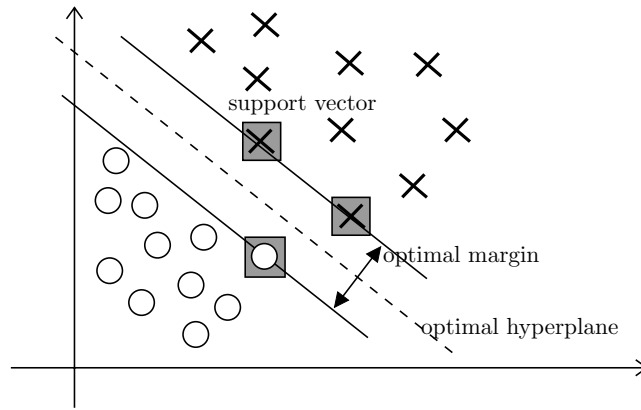 support vector
optimal margin
optimal hyperplane